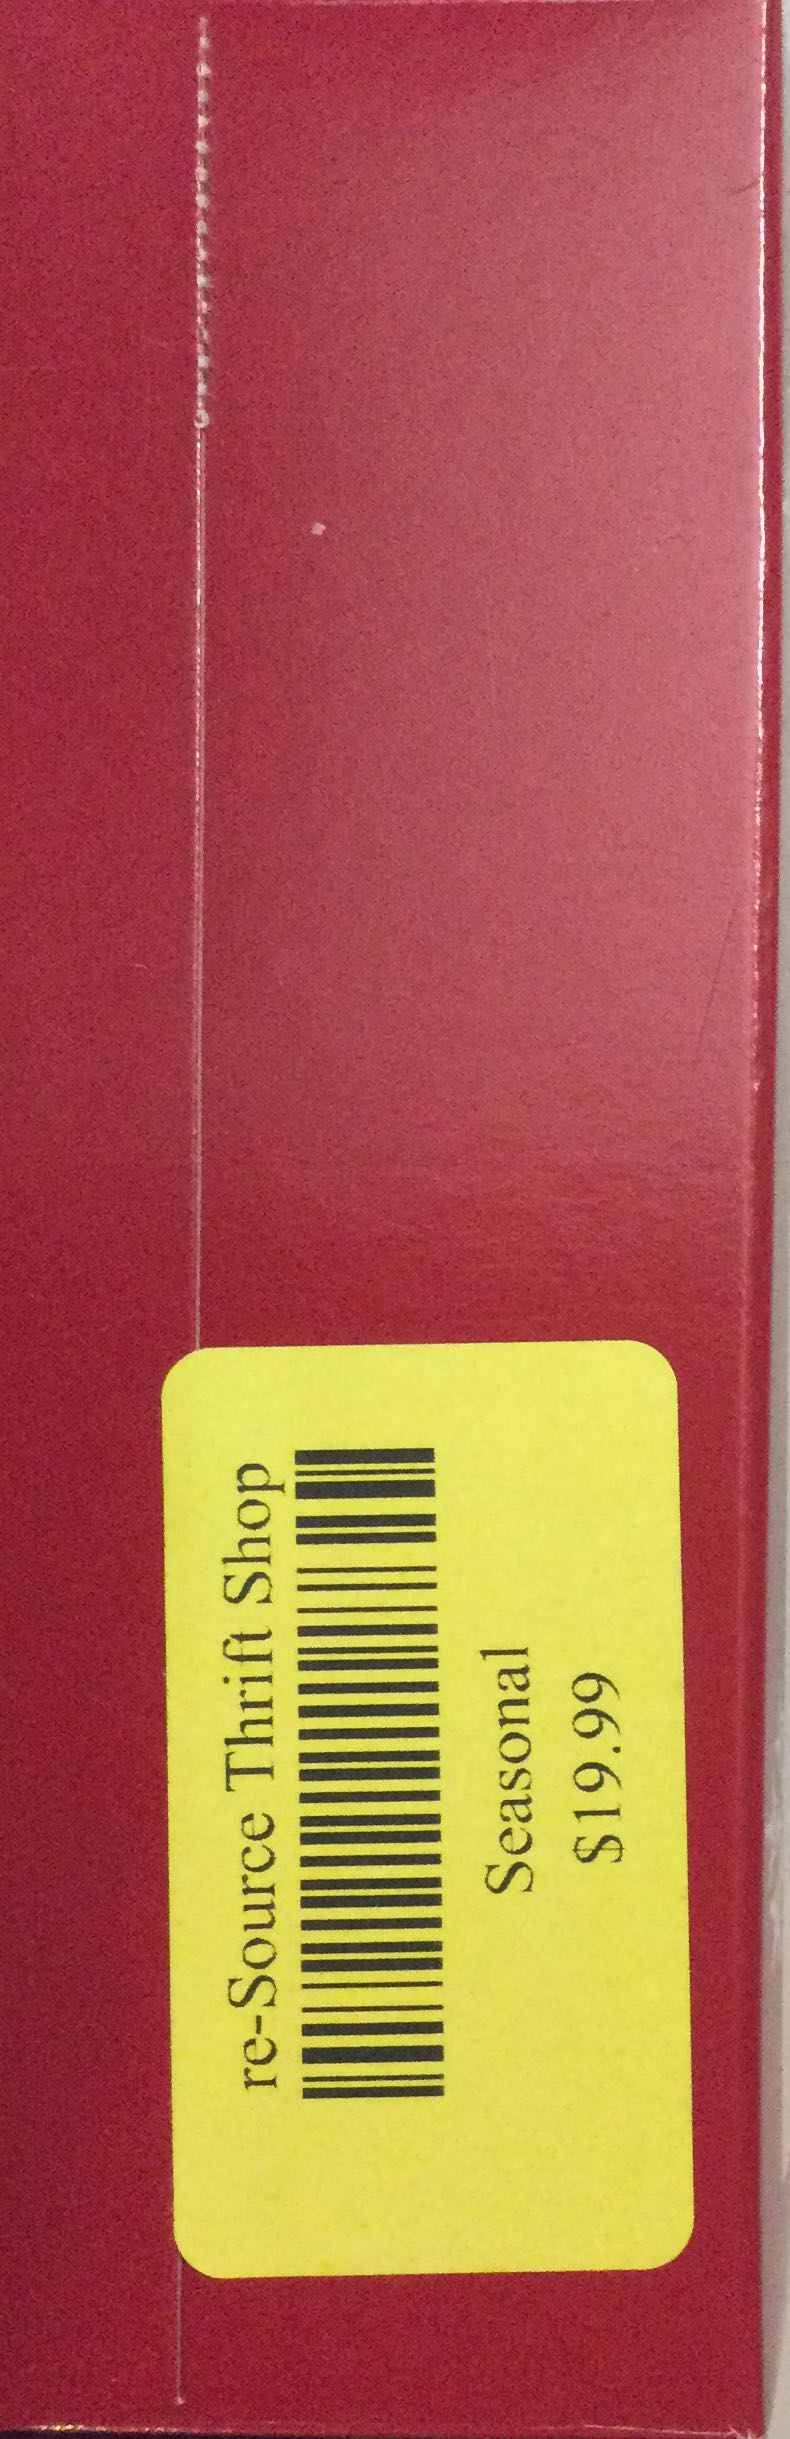 re-Source Thrift Shop
Seasonal
$19.99